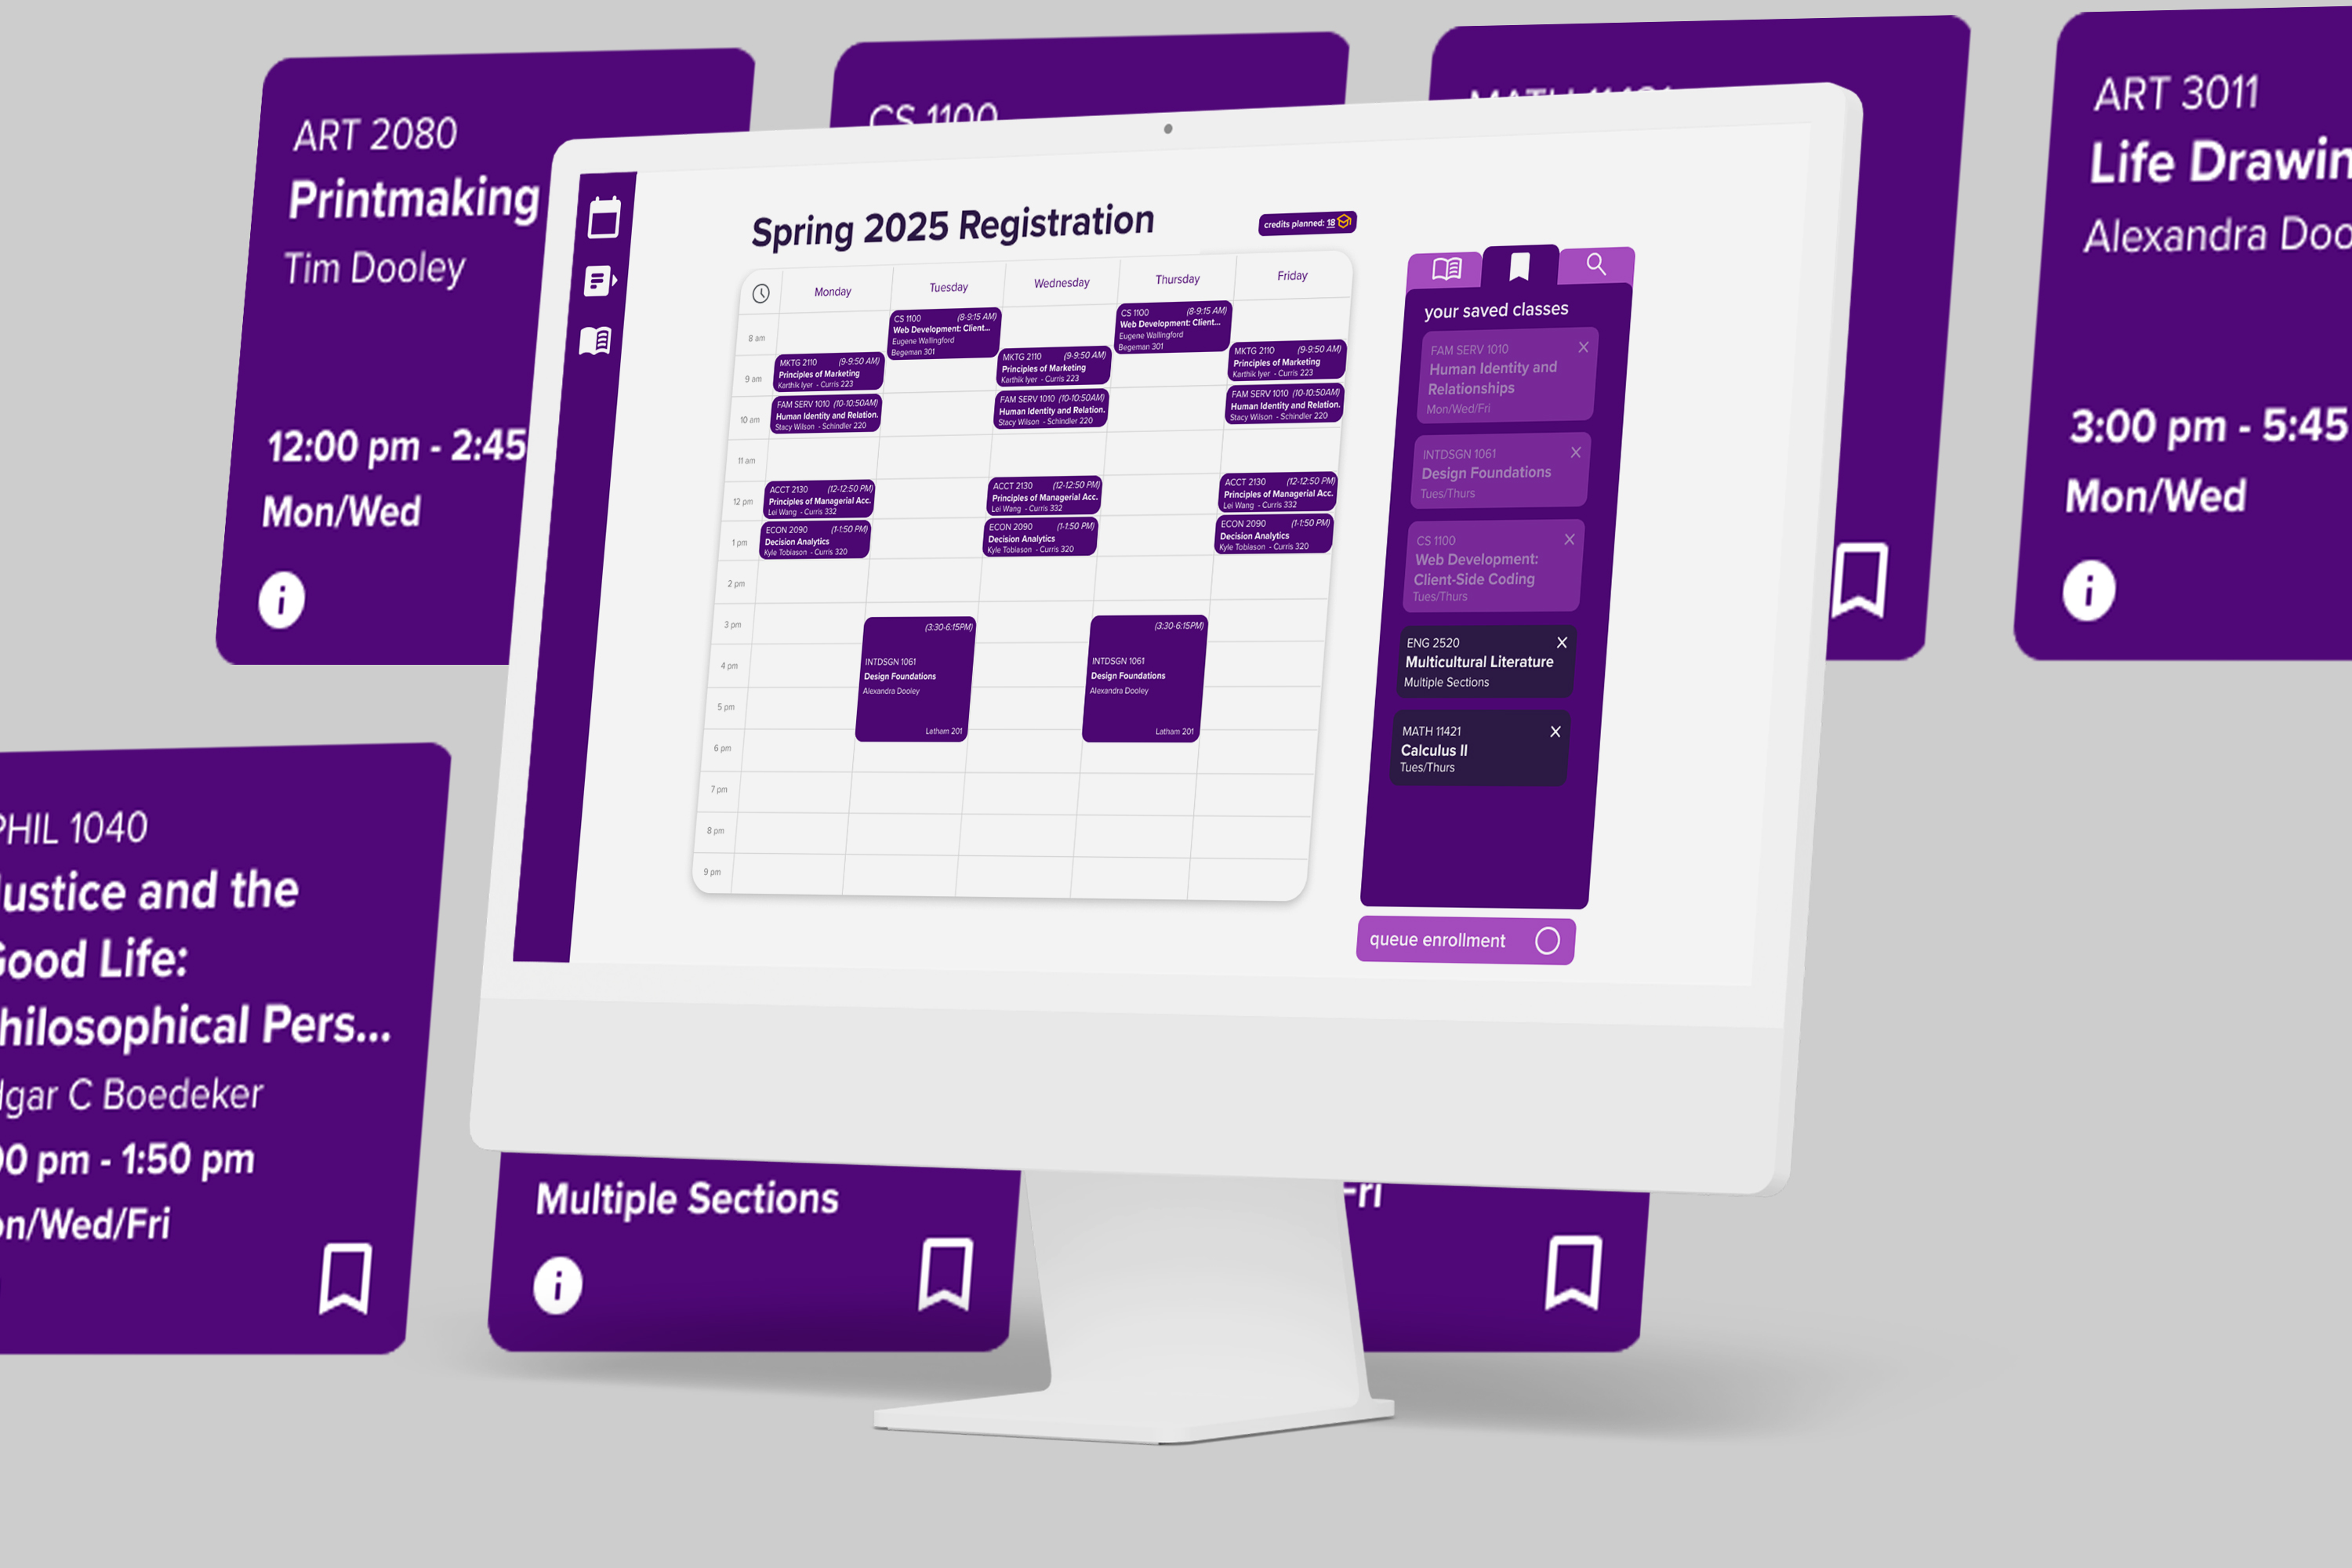 ART 2080
Printmaking
Tim Dooley
12:00 pm - 2:45
Mon/Wed
CS 1100
ART 3011
Life Drawin
Alexandra Doo
3:00 pm - 5:45
Mon/Wed
Spring 2025 Registration
credits planned: 18
Monday
Tuesday
Wednesday
Thursday
Friday
8 am
9 am
10 am
11 am
12 pm
1 pm
2 pm
3 pm
4 pm
5 pm
6 pm
7 pm
8 pm
9 pm
MKTG 2110 (9-9:50 AM)
Principles of Marketing
Karthik Iyer - Curris 223
FAM SERV 1010 (10-10:50AM)
Human Identity and Relation.
Stacy Wilson - Schindler 220
ACCT 2130 (12-12:50 PM)
Principles of Managerial Acc.
Lei Wang - Curris 332
ECON 2090 (1-1:50 PM)
Decision Analytics
Kyle Tobiason - Curris 320
CS 1100 (8-9:15 AM)
Web Development: Client...
Eugene Wallingford
Begeman 301
(3:30-6:15PM)
INTDSGN 1061
Design Foundations
Alexandra Dooley
Latham 201
MKTG 2110 (9-9:50 AM)
Principles of Marketing
Karthik Iyer - Curris 223
FAM SERV 1010 (10-10:50AM)
Human Identity and Relation.
Stacy Wilson - Schindler 220
ACCT 2130 (12-12:50 PM)
Principles of Managerial Acc.
Lei Wang - Curris 332
ECON 2090 (1-1:50 PM)
Decision Analytics
Kyle Tobiason - Curris 320
CS 1100 (8-9:15 AM)
Web Development: Client...
Eugene Wallingford
Begeman 301
(3:30-6:15PM)
INTDSGN 1061
Design Foundations
Alexandra Dooley
Latham 201
MKTG 2110 (9-9:50 AM)
Principles of Marketing
Karthik Iyer - Curris 223
FAM SERV 1010 (10-10:50AM)
Human Identity and Relation.
Stacy Wilson - Schindler 220
ACCT 2130 (12-12:50 PM)
Principles of Managerial Acc.
Lei Wang - Curris 332
ECON 2090 (1-1:50 PM)
Decision Analytics
Kyle Tobiason - Curris 320
your saved classes
FAM SERV 1010
Human Identity and
Relationships
Mon/Wed/Fri
INTDSGN 1061
Design Foundations
Tues/Thurs
CS 1100
Web Development:
Client-Side Coding
Tues/Thurs
ENG 2520
Multicultural Literature
Multiple Sections
MATH 11421
Calculus II
Tues/Thurs
queue enrollment
PHIL 1040
Justice and the
Good Life:
hilosophical Pers...
dgar C Boedeker
00 pm - 1:50 pm
on/Wed/Fri
Multiple Sections
Fri